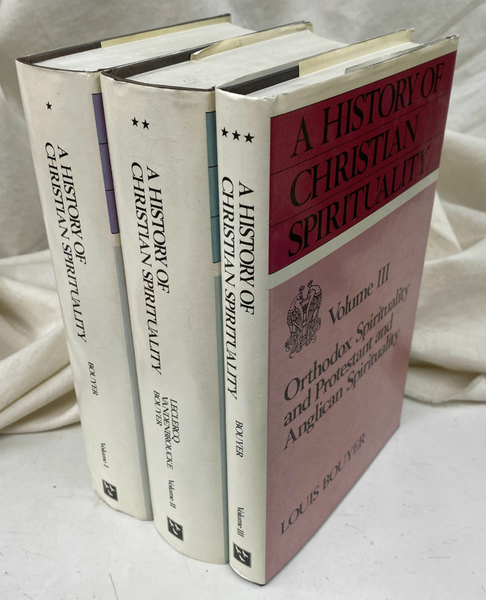 ★
A HISTORY OF
CHRISTIAN SPIRITUALITY
BOUYER
Volume I
★★
A HISTORY OF
CHRISTIAN SPIRITUALITY
LECLERCQ
VANDENBROUCKE
BOUYER
Volume II
★★★
A HISTORY OF
CHRISTIAN SPIRITUALITY
BOUYER
Volume III
A HISTORY OF
CHRISTIAN
SPIRITUALITY
Volume III
Orthodox Spirituality
and Protestant and
Anglican Spirituality
LOUIS BOUYER